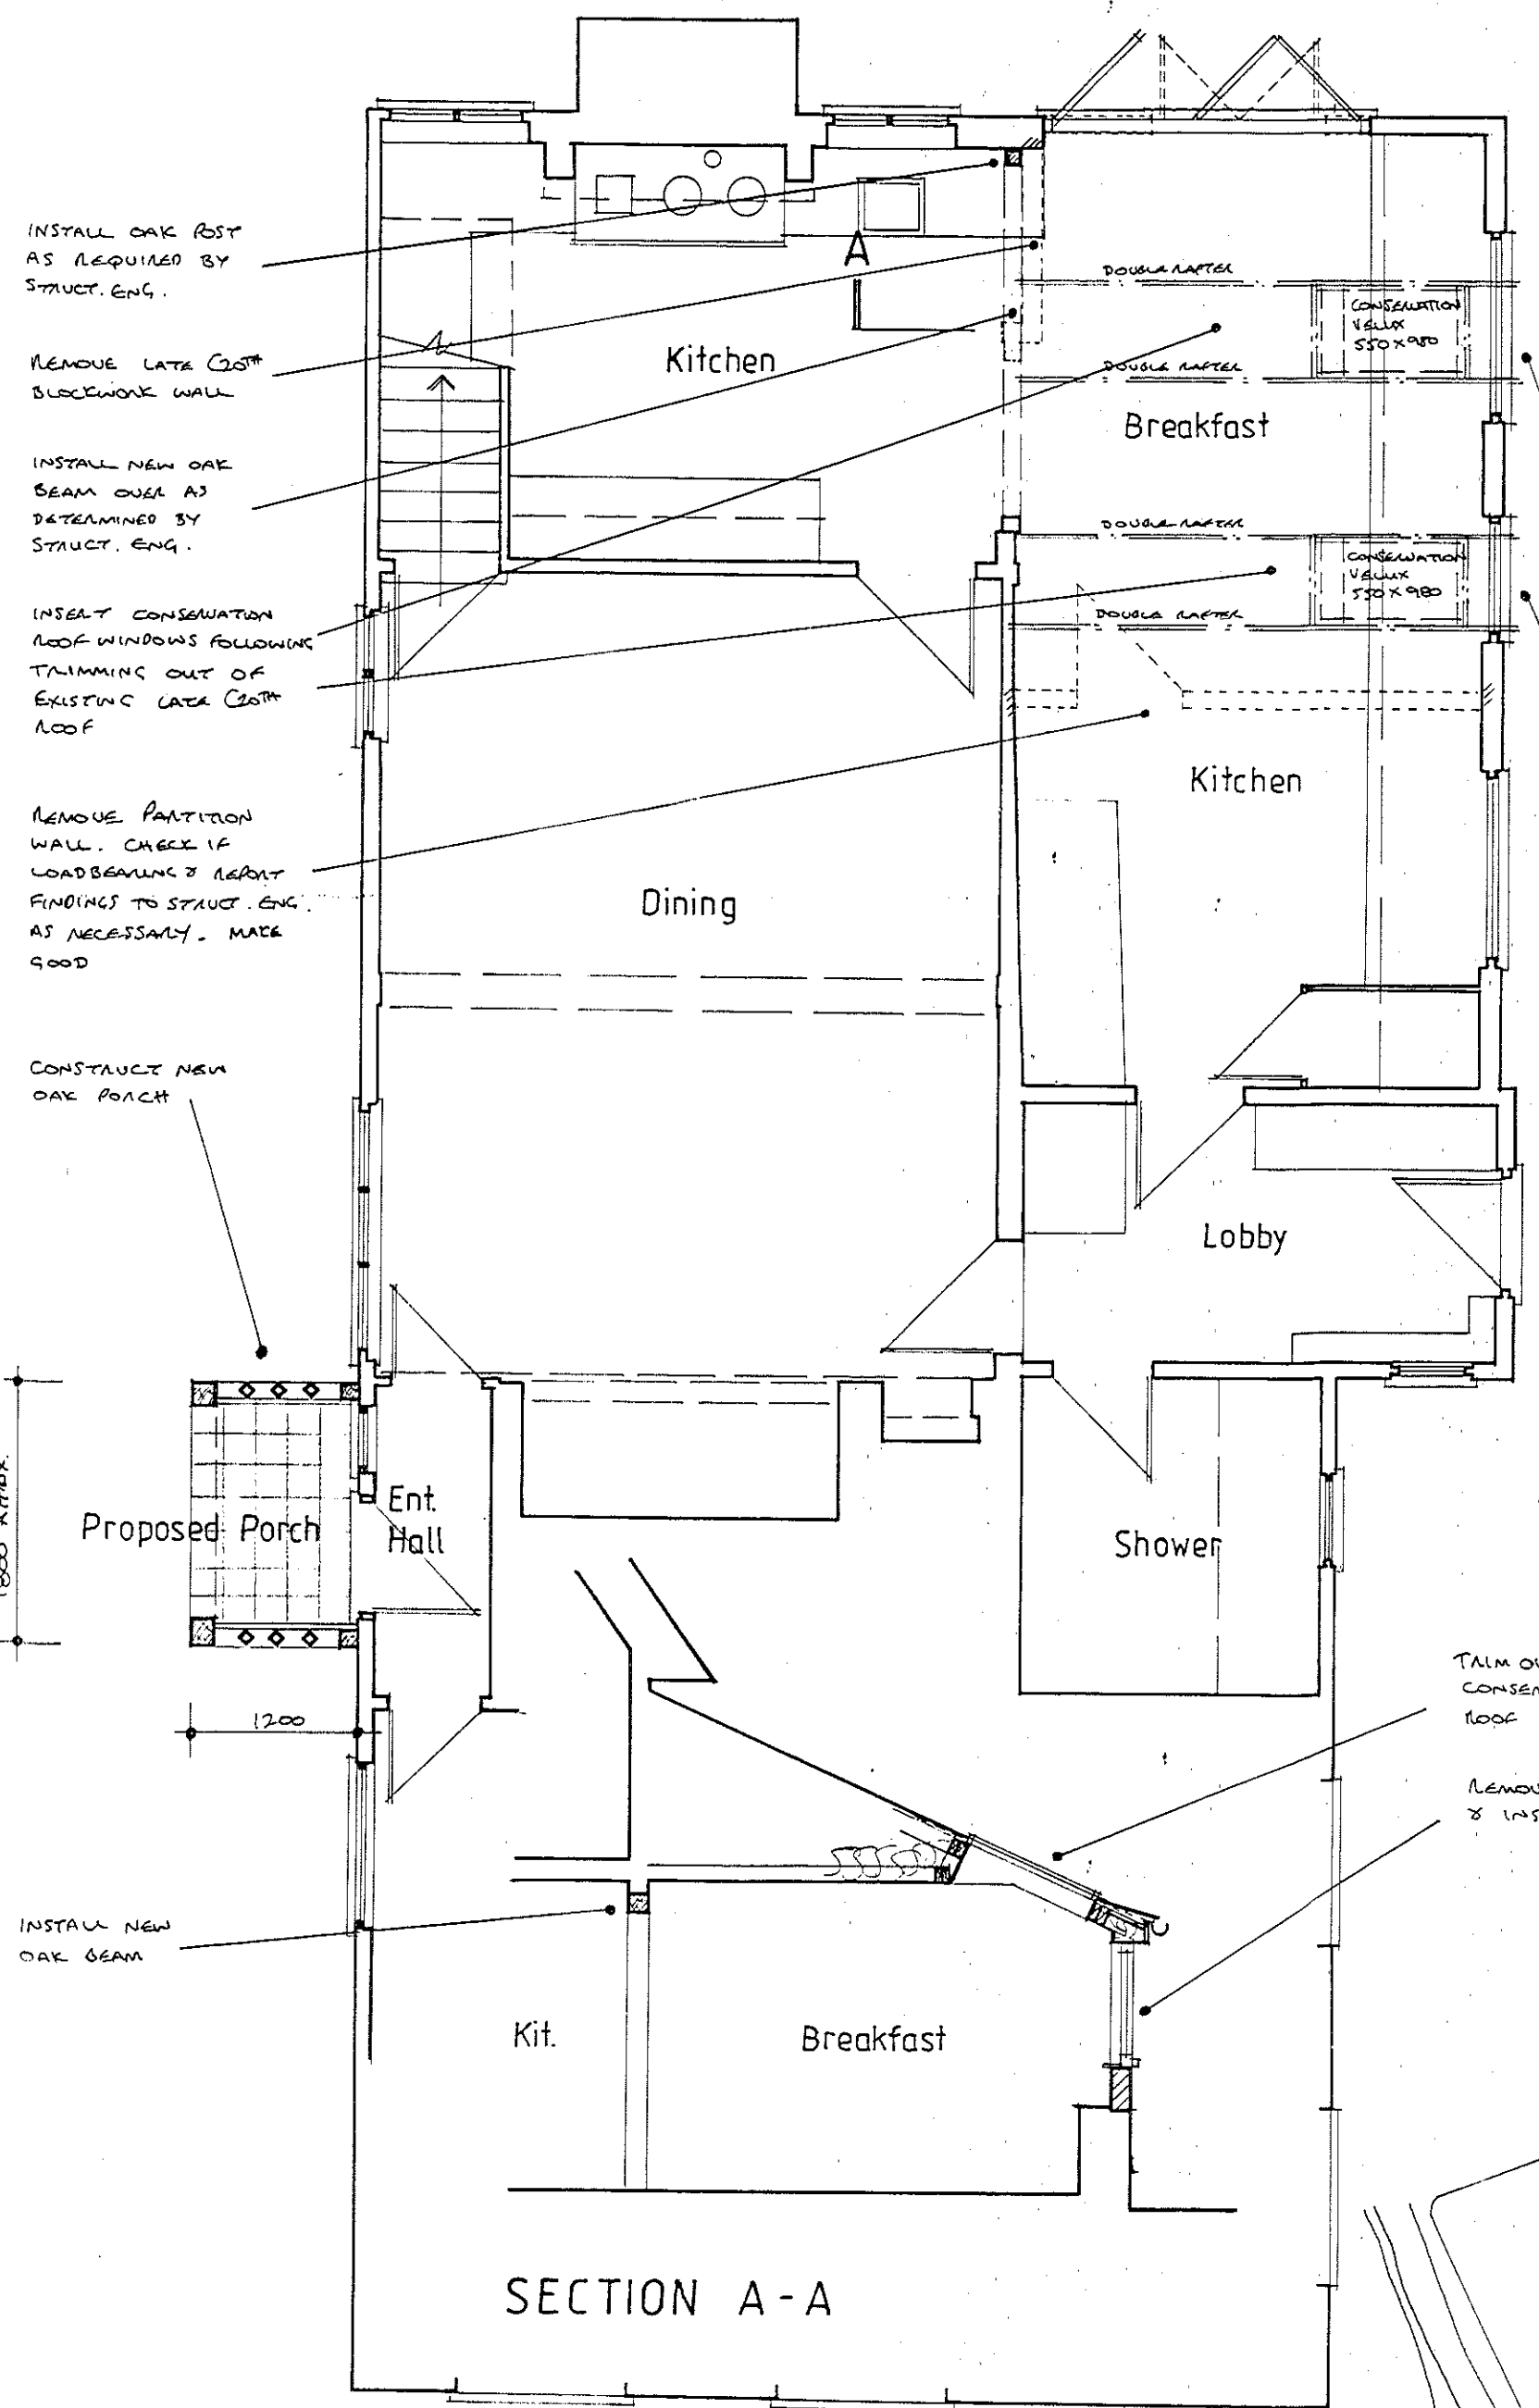 INSTALL OAK POST
AS REQUIRED BY
STRUCT. ENG.
REMOVE LATE C20TH
BLOCKWORK WALL
INSTALL NEW OAK
BEAM OVER AS
DETERMINED BY
STRUCT. ENG.
INSERT CONSERVATION
ROOF WINDOWS FOLLOWING
TRIMMING OUT OF
EXISTING LATE C20TH
ROOF
REMOVE PARTITION
WALL. CHECK IF
LOADBEARING & REPORT
FINDINGS TO STRUCT. ENG.
AS NECESSARY. MAKE
GOOD
CONSTRUCT NEW
OAK PORCH
A
Kitchen
DOUBLE RAFTER
CONSERVATION
VELUX
550 X 980
DOUBLE RAFTER
Breakfast
DOUBLE RAFTER
CONSERVATION
VELUX
550 X 980
DOUBLE RAFTER
Kitchen
Dining
Lobby
Ent.
Hall
Proposed Porch
Shower
1800
1200
TRIM
ROOF
INSTALL NEW
OAK BEAM
Kit.
Breakfast
SECTION A-A